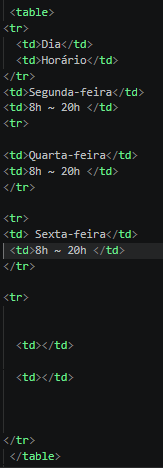 <table>
<tr>
<td>Dia</td>
<td>Horário</td>
</tr>
<td>Segunda-feira</td>
<td>8h ~ 20h </td>
<tr>
<td>Quarta-feira</td>
<td>8h ~ 20h </td>
</tr>
<tr>
<td> Sexta-feira</td>
<td>8h ~ 20h </td>
</tr>
<tr>
<td></td>
<td></td>
</tr>
</table>